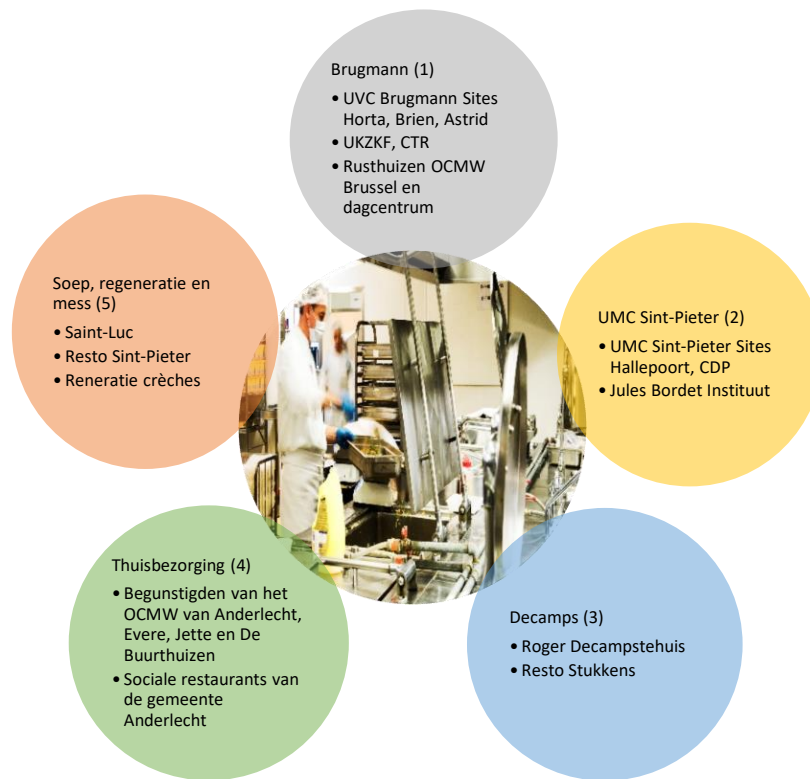 Brugmann (1)
• UVC Brugmann Sites
Horta, Brien, Astrid
• UKZKF, CTR
• Rusthuizen OCMW
Brussel en
dagcentrum
UMC Sint-Pieter (2)
• UMC Sint-Pieter Sites
Hallepoort, CDP
• Jules Bordet Instituut
Decamps (3)
• Roger Decampstehuis
• Resto Stukkens
Thuisbezorging (4)
• Begunstigden van het
OCMW van Anderlecht,
Evere, Jette en De
Buurthuizen
• Sociale restaurants van
de gemeente
Anderlecht
Soep, regeneratie en
mess (5)
• Saint-Luc
• Resto Sint-Pieter
• Reneratie crèches